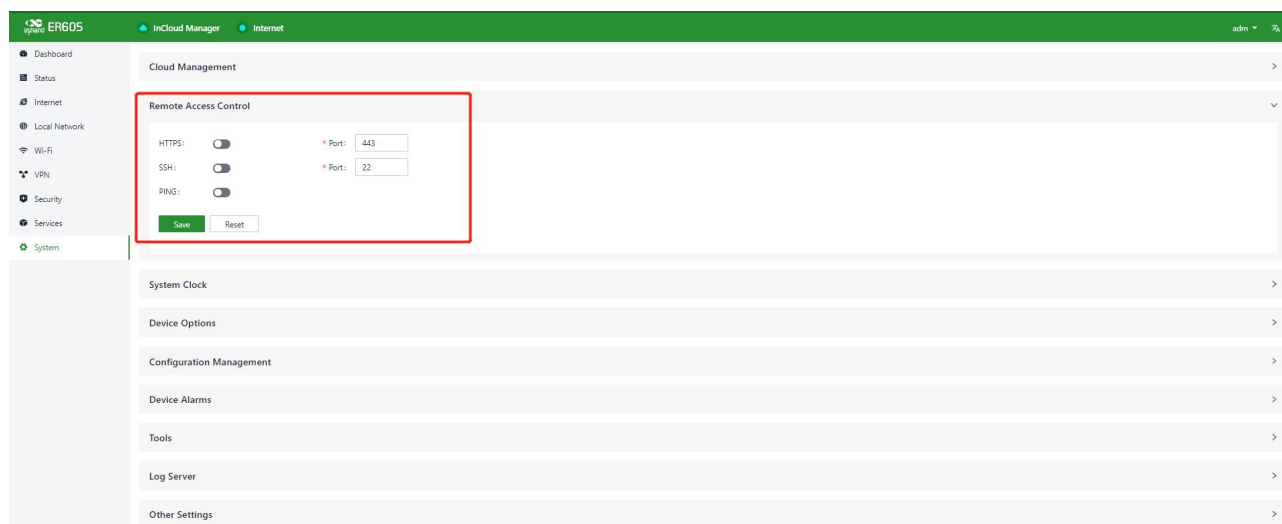 inhand ER605 InCloud Manager Internet adm
Dashboard
Status
Internet
Local Network
Wi-Fi
VPN
Security
Services
System
Cloud Management
Remote Access Control
HTTPS: * Port: 443
SSH: * Port: 22
PING:
Save Reset
System Clock
Device Options
Configuration Management
Device Alarms
Tools
Log Server
Other Settings